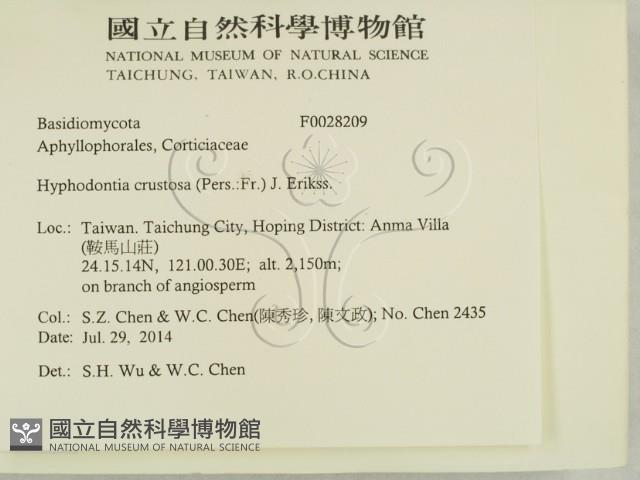 國立自然科學博物館
NATIONAL MUSEUM OF NATURAL SCIENCE
TAICHUNG, TAIWAN, R.O.CHINA
Basidiomycota F0028209
Aphyllophorales, Corticiaceae
Hyphodontia crustosa (Pers.:Fr.) J. Erikss.
Loc.: Taiwan. Taichung City, Hoping District: Anma Villa
(鞍馬山莊)
24.15.14N, 121.00.30E; alt. 2,150m;
on branch of angiosperm
Col.: S.Z. Chen & W.C. Chen(陳秀珍, 陳文政); No. Chen 2435
Date: Jul. 29, 2014
Det.: S.H. Wu & W.C. Chen
國立自然科學博物館
NATIONAL MUSEUM OF NATURAL SCIENCE